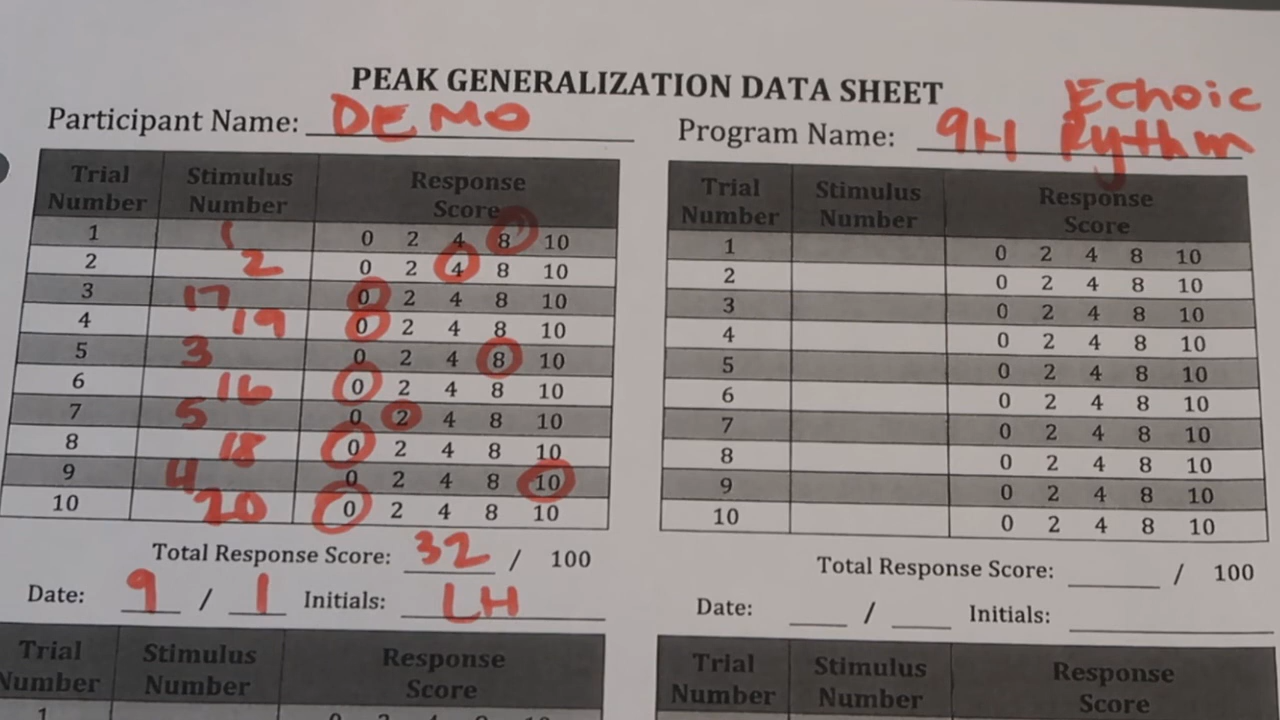 PEAK GENERALIZATION DATA SHEET
Participant Name: DEMO
Program Name: 9H Echoic Rythm
Trial Number Stimulus Number Response Score
1 1 0 2 4 8 10
2 2 0 2 4 8 10
3 17 0 2 4 8 10
4 19 0 2 4 8 10
5 3 0 2 4 8 10
6 16 0 2 4 8 10
7 5 0 2 4 8 10
8 18 0 2 4 8 10
9 4 0 2 4 8 10
10 20 0 2 4 8 10
Total Response Score: 32 / 100
Date: 9 / 1 Initials: LH
Trial Number Stimulus Number Response Score
1 0 2 4 8 10
2 0 2 4 8 10
3 0 2 4 8 10
4 0 2 4 8 10
5 0 2 4 8 10
6 0 2 4 8 10
7 0 2 4 8 10
8 0 2 4 8 10
9 0 2 4 8 10
10 0 2 4 8 10
Total Response Score: / 100
Date: / Initials:
Trial Number Stimulus Number Response Score
1
Trial Number Stimulus Number Response Score